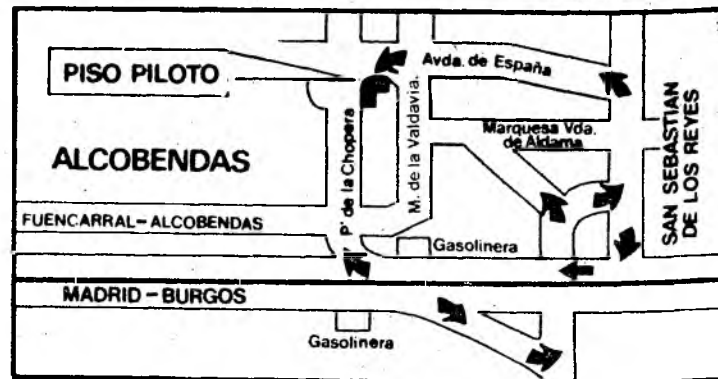 Avda. de España
PISO PILOTO
M. de la Valdavia.
Marquesa Vda.
de Aldama
ALCOBENDAS
Pº de la Chopera
SAN SEBASTIAN
DE LOS REYES
FUENCARRAL-ALCOBENDAS
Gasolinera
MADRID-BURGOS
Gasolinera